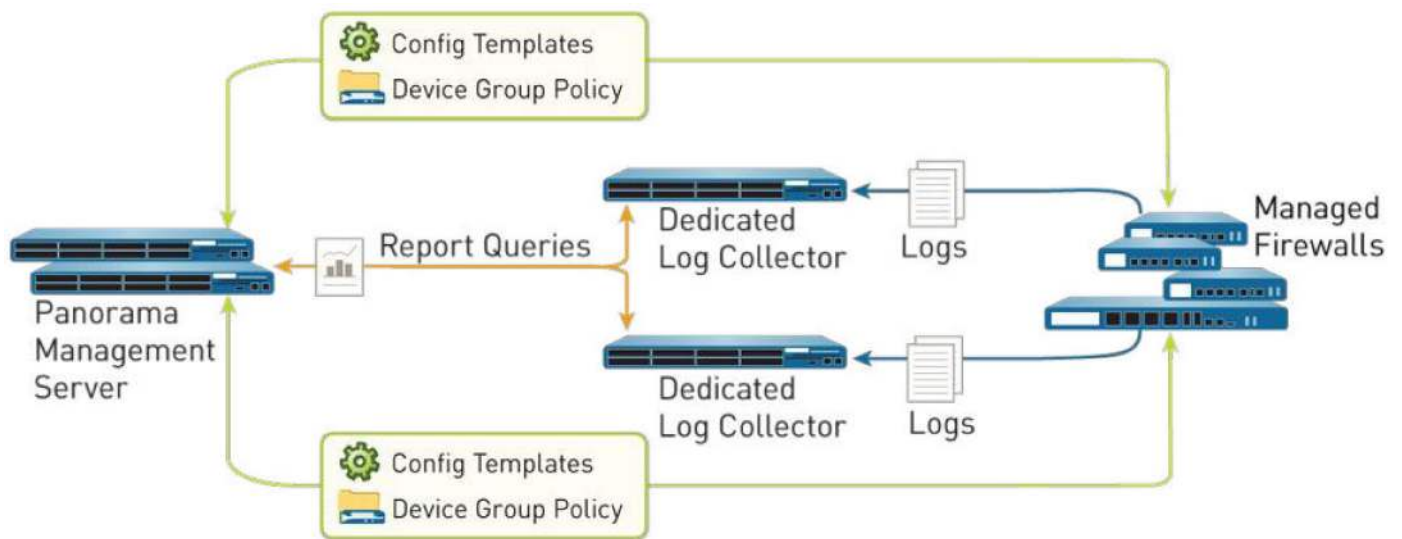 Config Templates
Device Group Policy
Report Queries
Dedicated
Log Collector
Logs
Managed
Firewalls
Panorama
Management
Server
Dedicated
Log Collector
Logs
Config Templates
Device Group Policy